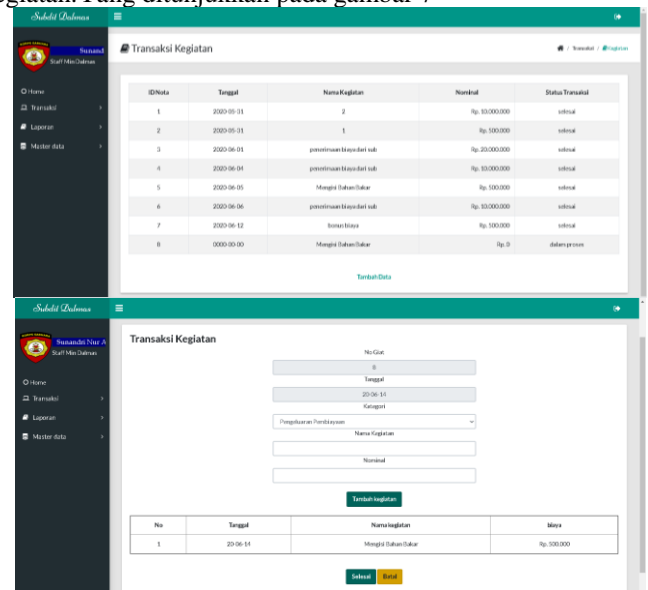 egiatan. Yang ditunjukkan pada gambar 7
Subdit Dalmas
Sunand
Staff Min Dalmas
Home
Transaksi
Laporan
Master data
Transaksi Kegiatan
/ Transaksi / Kegiatan
ID Nota Tanggal Nama Kegiatan Nominal Status Transaksi
1 2020-05-31 2 Rp. 10.000.000 selesai
2 2020-05-31 1 Rp. 500.000 selesai
3 2020-06-01 penerimaan biaya dari sub Rp. 20.000.000 selesai
4 2020-06-04 penerimaan biaya dari sub Rp. 10.000.000 selesai
5 2020-06-05 Mengisi Bahan Bakar Rp. 500.000 selesai
6 2020-06-06 penerimaan biaya dari sub Rp. 10.000.000 selesai
7 2020-06-12 bonus biaya Rp. 100.000 selesai
8 0000-00-00 Mengisi Bahan Bakar Rp. 0 dalam proses
Tambah Data
Subdit Dalmas
Sunandri Nur A
Staff Min Dalmas
Home
Transaksi
Laporan
Master data
Transaksi Kegiatan
No Giat
8
Tanggal
20-06-14
Kategori
Pengeluaran Pembiayaan
Nama Kegiatan
Nominal
Tambah kegiatan
No Tanggal Nama kegiatan biaya
1 20-06-14 Mengisi Bahan Bakar Rp. 500.000
Selesai Batal